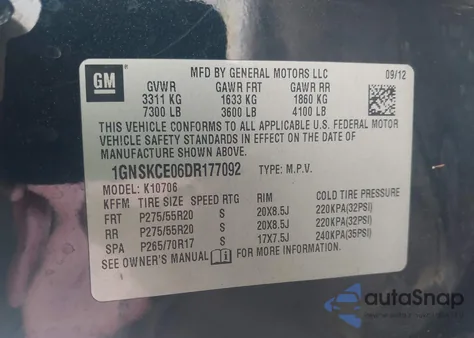 GM
MFD BY GENERAL MOTORS LLC
09/12
GVWR GAWR FRT GAWR RR
3311 KG 1633 KG 1860 KG
7300 LB 3600 LB 4100 LB
THIS VEHICLE CONFORMS TO ALL APPLICABLE U.S. FEDERAL MOTOR
VEHICLE SAFETY STANDARDS IN EFFECT ON THE DATE OF
MANUFACTURE SHOWN ABOVE.
1GNSKCE06DR177092 TYPE: M.P.V.
MODEL: K10706
KFFM TIRE SIZE SPEED RTG RIM COLD TIRE PRESSURE
FRT P275/55R20 S 20X8.5J 220KPA(32PSI)
RR P275/55R20 S 20X8.5J 220KPA(32PSI)
SPA P265/70R17 S 17X7.5J 240KPA(35PSI)
SEE OWNER'S MANUAL FOR MORE INFORMATION.
autoSnap